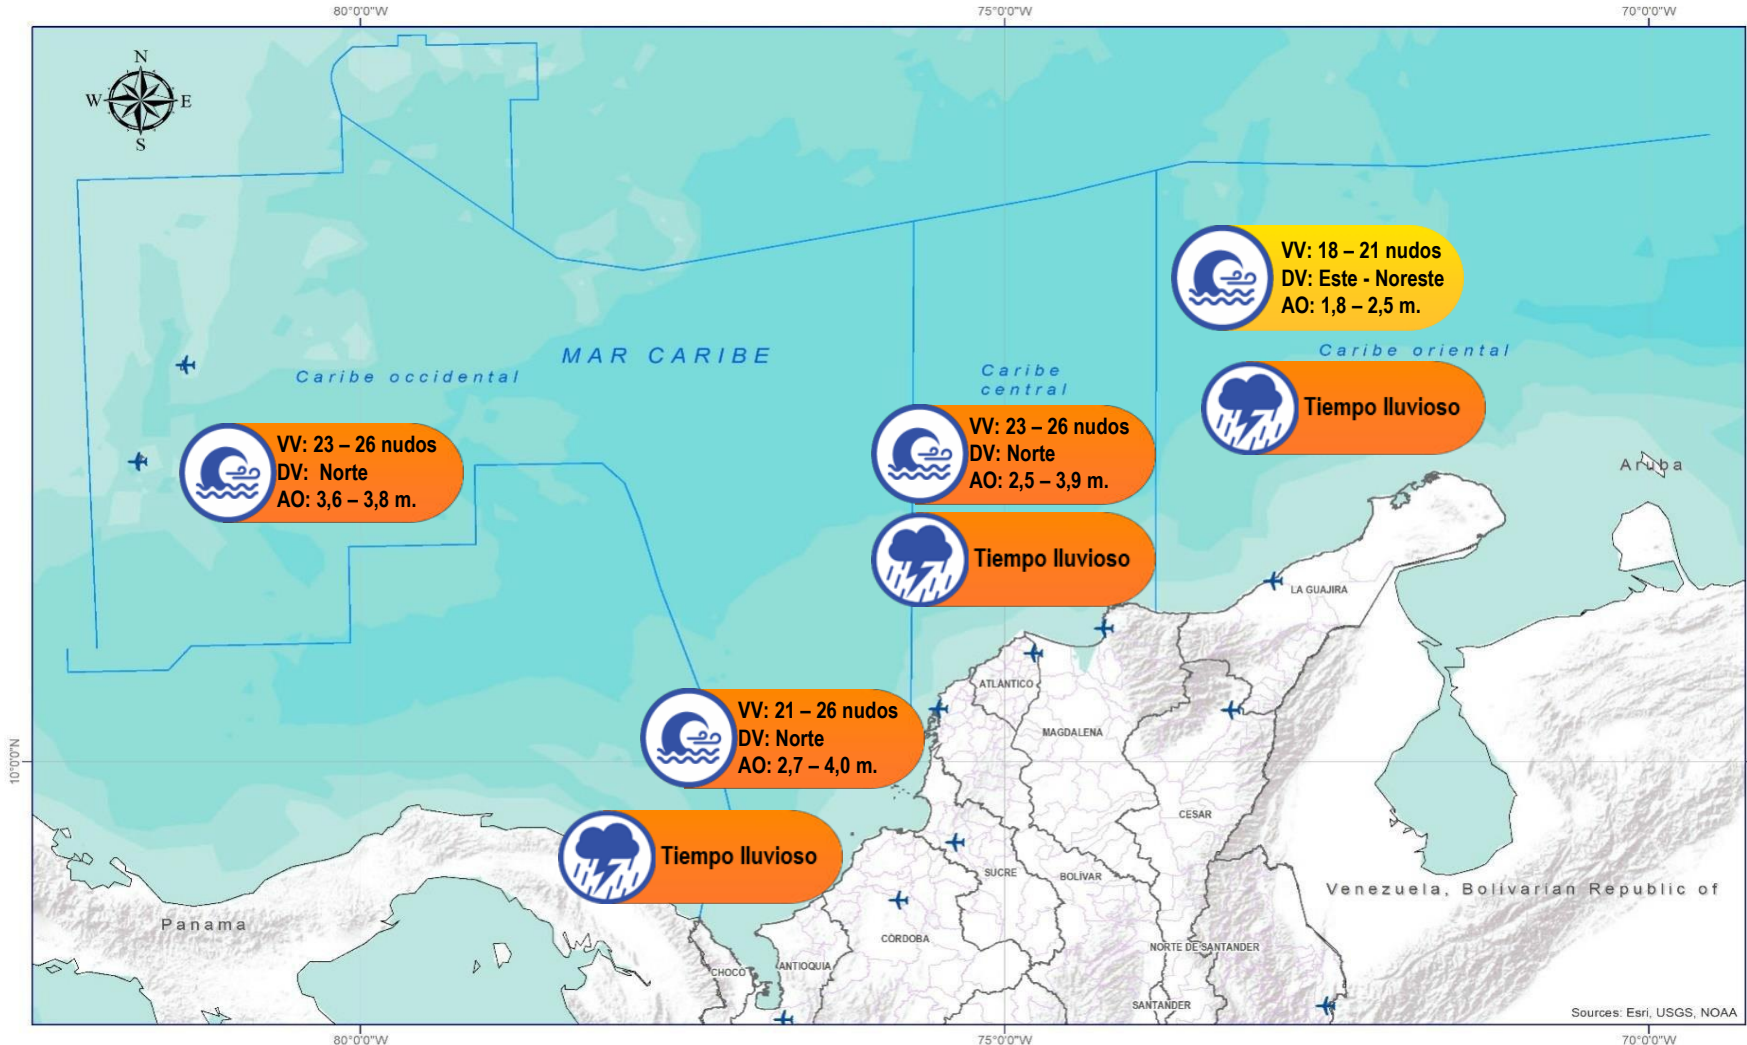 80°0'0"W
75°0'0"W
70°0'0"W
N
W
E
S
VV: 18 – 21 nudos
DV: Este - Noreste
AO: 1,8 – 2,5 m.
MAR CARIBE
Caribe oriental
Caribe occidental
Caribe
central
Tiempo lluvioso
VV: 23 – 26 nudos
DV: Norte
AO: 2,5 – 3,9 m.
VV: 23 – 26 nudos
DV:  Norte
AO: 3,6 – 3,8 m.
Aruba
Tiempo lluvioso
LA GUAJIRA
ATLÁNTICO
VV: 21 – 26 nudos
DV: Norte
AO: 2,7 – 4,0 m.
MAGDALENA
10°0'0"N
CESAR
Tiempo lluvioso
SUCRE
BOLÍVAR
Venezuela, Bolivarian Republic of
Panama
CÓRDOBA
NORTE DE SANTANDER
CHOCÓ
ANTIOQUIA
SANTANDER
Sources: Esri, USGS, NOAA
80°0'0"W
75°0'0"W
70°0'0"W